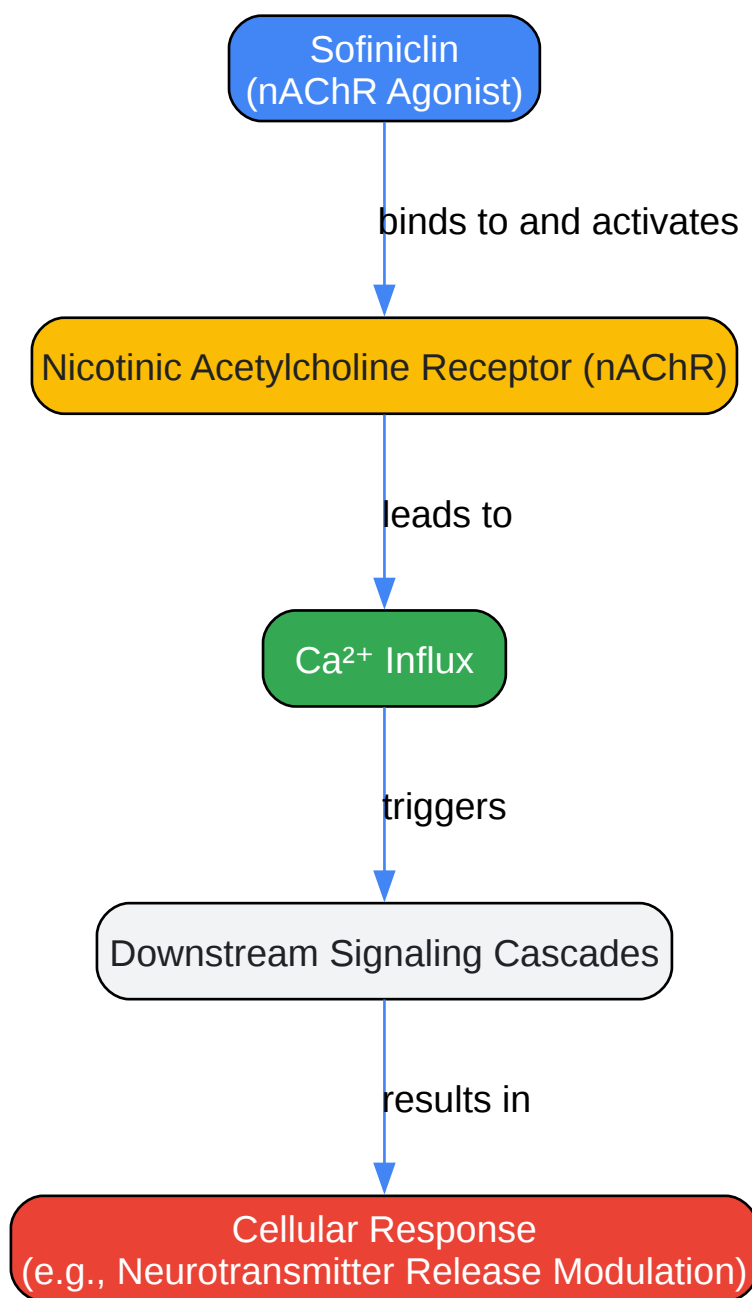 Sofiniclin
(nAChR Agonist)
binds to and activates
Nicotinic Acetylcholine Receptor (nAChR)
leads to
Ca²⁺ Influx
triggers
Downstream Signaling Cascades
results in
Cellular Response
(e.g., Neurotransmitter Release Modulation)